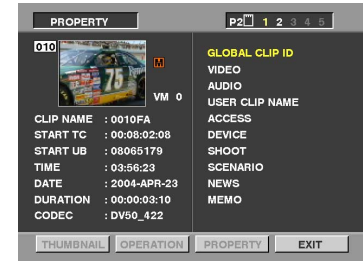 PROPERTY
P2 1 2 3 4 5
010
75
M
VM 0
CLIP NAME : 0010FA
START TC : 00:08:02:08
START UB : 08065179
TIME : 03:56:23
DATE : 2004-APR-23
DURATION : 00:00:03:10
CODEC : DV50_422
GLOBAL CLIP ID
VIDEO
AUDIO
USER CLIP NAME
ACCESS
DEVICE
SHOOT
SCENARIO
NEWS
MEMO
THUMBNAIL OPERATION PROPERTY EXIT